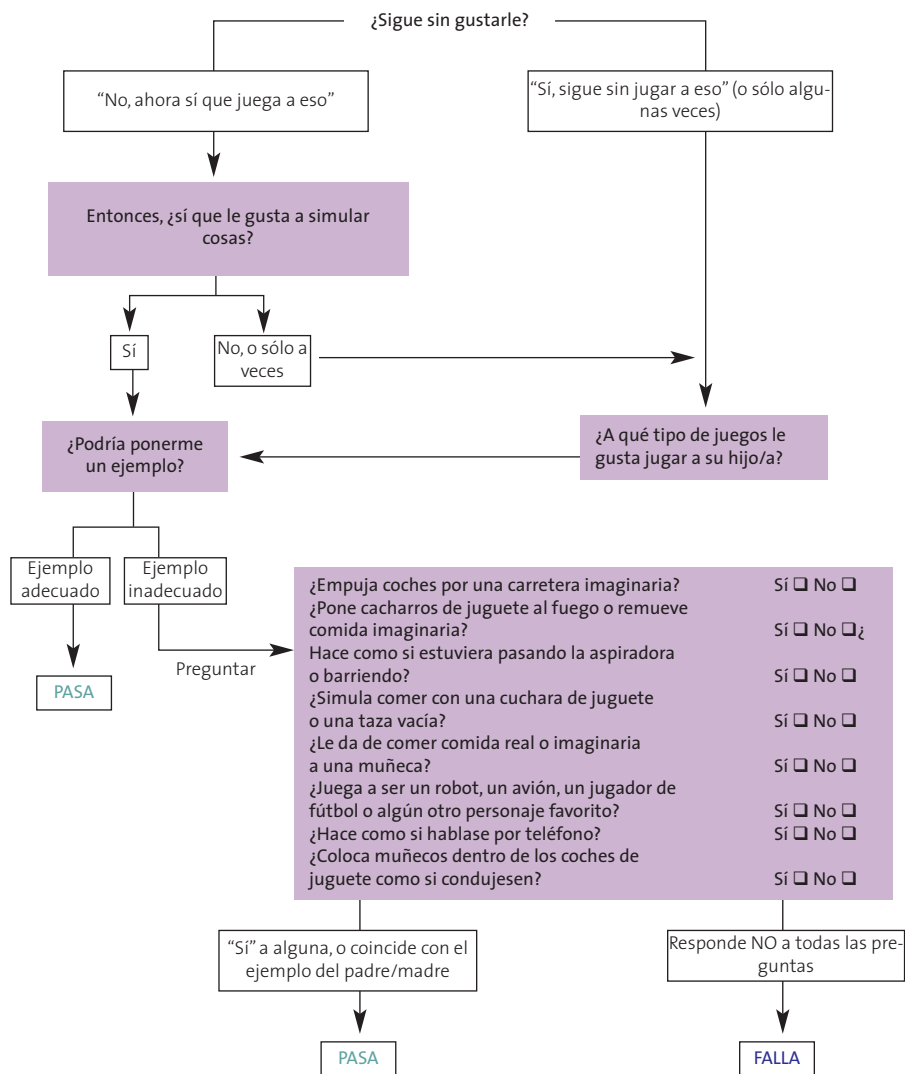 ¿Sigue sin gustarle?
“No, ahora sí que juega a eso”
“Sí, sigue sin jugar a eso” (o sólo algu-
nas veces)
Entonces, ¿sí que le gusta a simular
cosas?
Sí
No, o sólo a
veces
¿Podría ponerme
un ejemplo?
¿A qué tipo de juegos le
gusta jugar a su hijo/a?
Ejemplo
adecuado
Ejemplo
inadecuado
PASA
Preguntar
¿Empuja coches por una carretera imaginaria? Sí ❑ No ❑
¿Pone cacharros de juguete al fuego o remueve
comida imaginaria? Sí ❑ No ❑¿
Hace como si estuviera pasando la aspiradora
o barriendo? Sí ❑ No ❑
¿Simula comer con una cuchara de juguete
o una taza vacía? Sí ❑ No ❑
¿Le da de comer comida real o imaginaria
a una muñeca? Sí ❑ No ❑
¿Juega a ser un robot, un avión, un jugador de
fútbol o algún otro personaje favorito? Sí ❑ No ❑
¿Hace como si hablase por teléfono? Sí ❑ No ❑
¿Coloca muñecos dentro de los coches de
juguete como si condujesen? Sí ❑ No ❑
“Sí” a alguna, o coincide con el
ejemplo del padre/madre
Responde NO a todas las pre-
guntas
PASA
FALLA